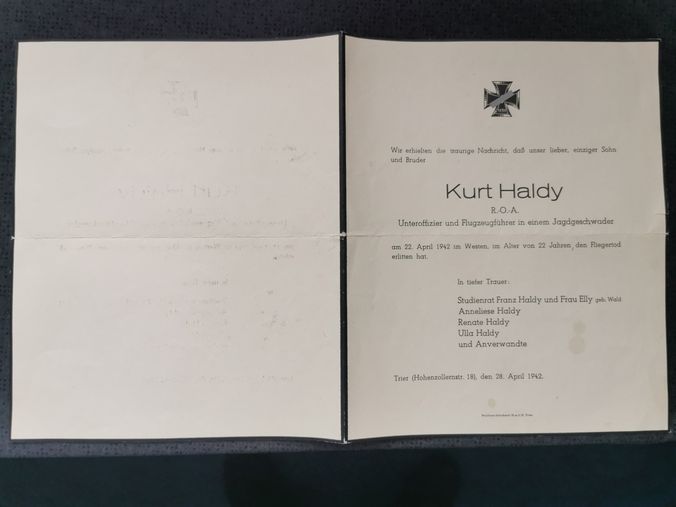 Wir erhielten die traurige Nachricht, daß unser lieber, einziger Sohn
und Bruder
Kurt Haldy
R.-O.-A.
Unteroffizier und Flugzeugführer in einem Jagdgeschwader
am 22. April 1942 im Westen, im Alter von 22 Jahren, den Fliegertod
erlitten hat.
In tiefer Trauer:
Studienrat Franz Haldy und Frau Elly geb. Wald
Anneliese Haldy
Renate Haldy
Ulla Haldy
und Anverwandte
Trier (Hohenzollernstr. 18), den 28. April 1942.